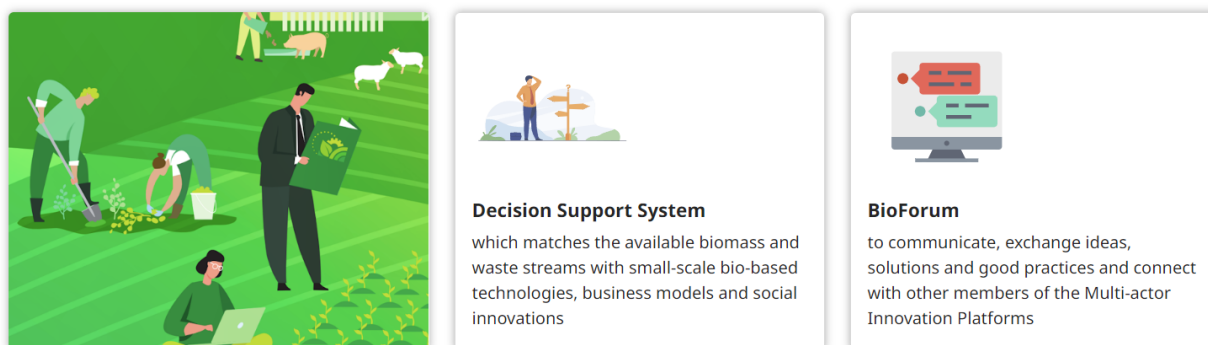 Decision Support System
which matches the available biomass and
waste streams with small-scale bio-based
technologies, business models and social
innovations
BioForum
to communicate, exchange ideas,
solutions and good practices and connect
with other members of the Multi-actor
Innovation Platforms